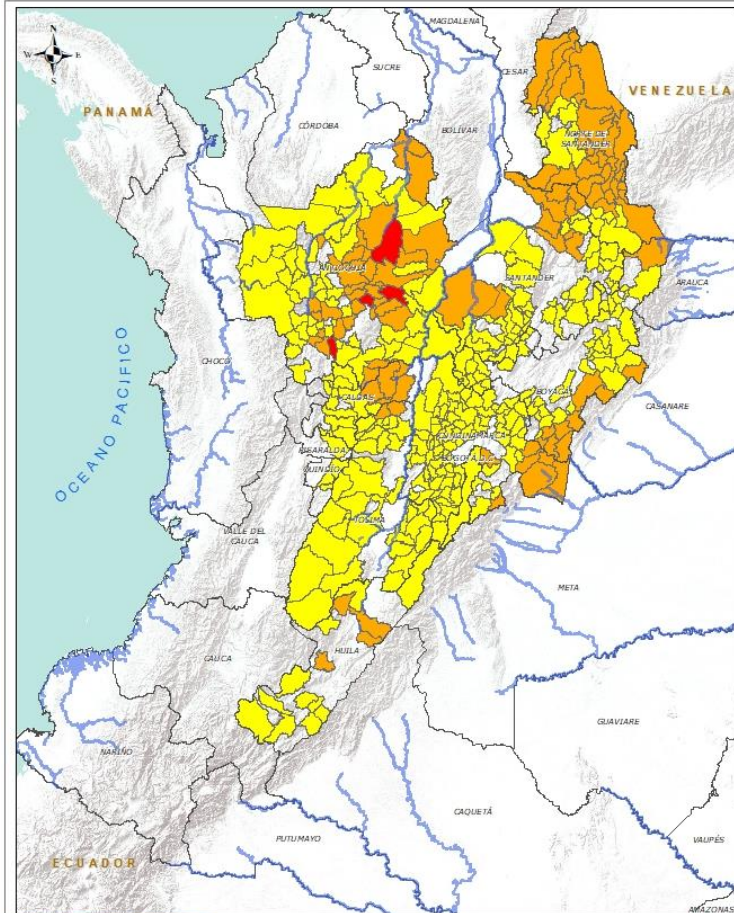 N
W E
S
MAGDALENA
SUCRE
CESAR
VENEZUELA
PANAMÁ
CÓRDOBA
BOLÍVAR
NORTE DE
SANTANDER
ANTIOQUIA
SANTANDER
ARAUCA
CHOCÓ
OCEANO PACIFICO
CALDAS
BOYACÁ
CASANARE
CUNDINAMARCA
RISARALDA
BOGOTÁ, D.C.
QUINDÍO
TOLIMA
VALLE DEL
CAUCA
META
CAUCA
HUILA
GUAVIARE
NARIÑO
CAQUETÁ
PUTUMAYO
VAUPÉS
ECUADOR
AMAZONAS